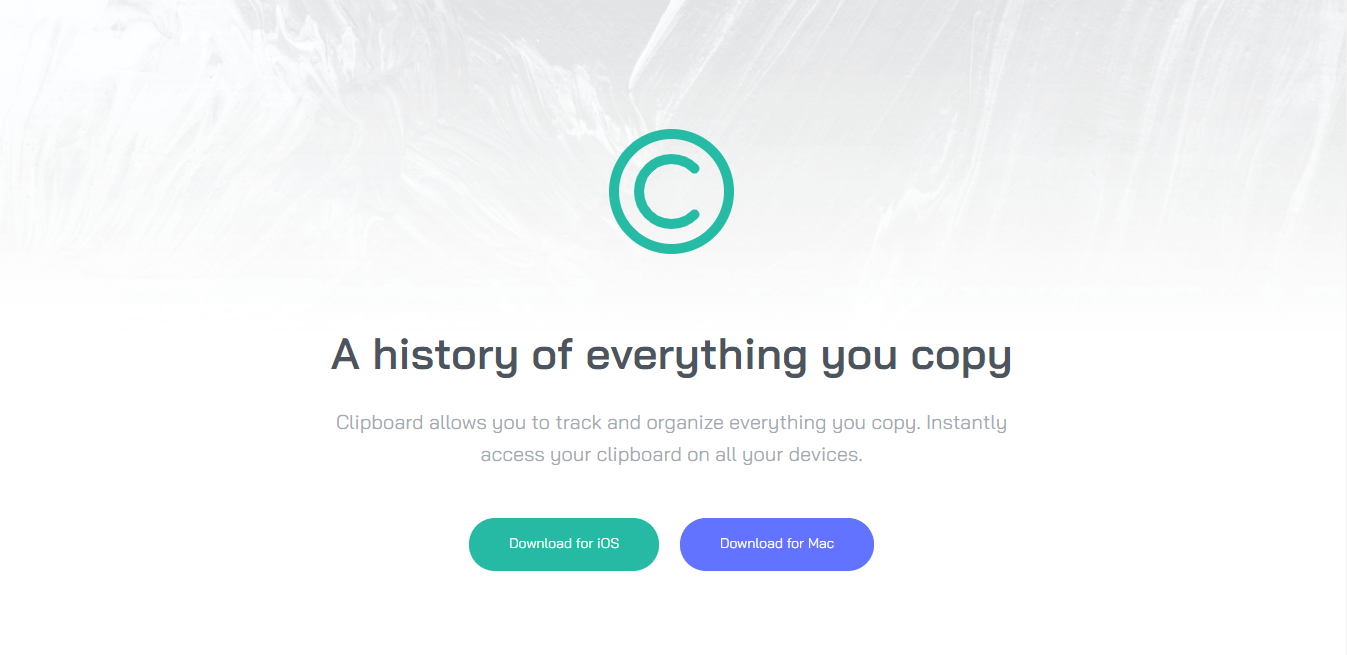 ©
A history of everything you copy
Clipboard allows you to track and organize everything you copy. Instantly
access your clipboard on all your devices.
Download for iOS
Download for Mac